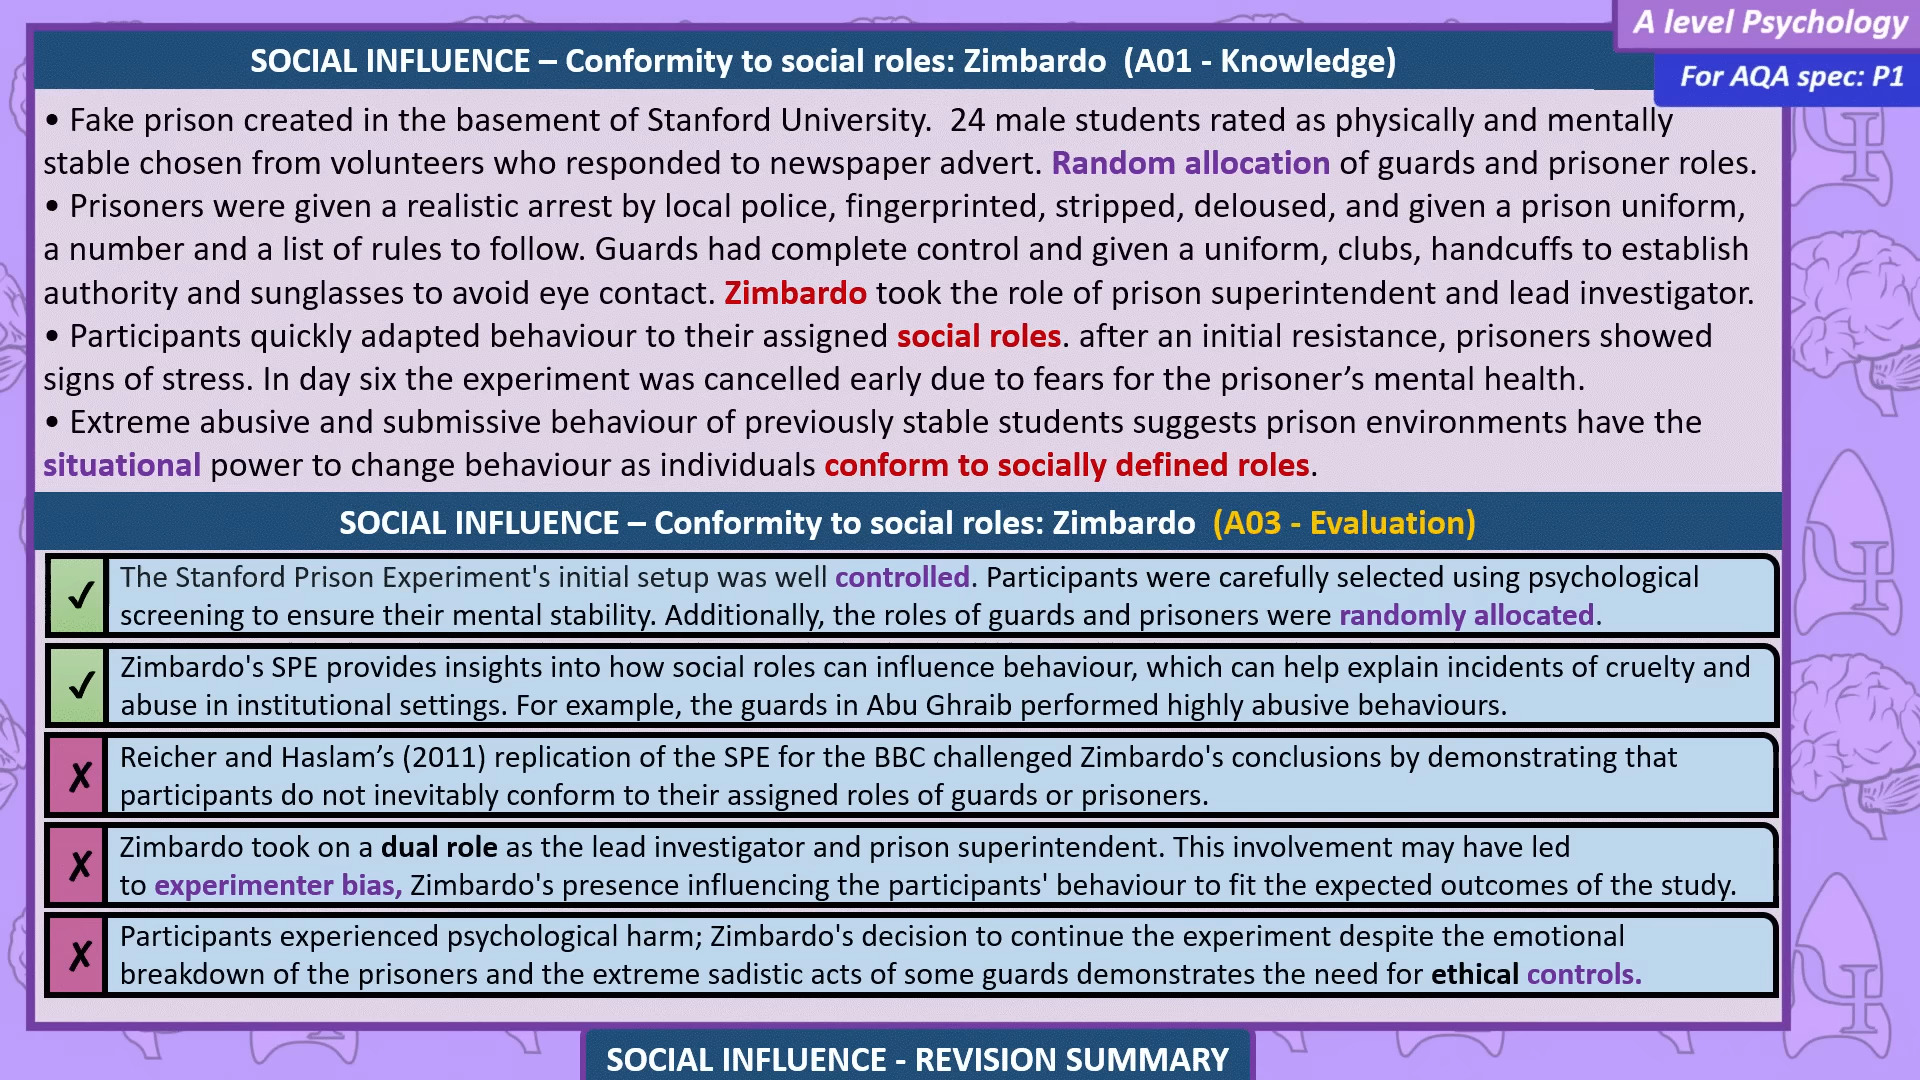 A level Psychology
For AQA spec: P1
SOCIAL INFLUENCE – Conformity to social roles: Zimbardo (A01 - Knowledge)
• Fake prison created in the basement of Stanford University. 24 male students rated as physically and mentally
stable chosen from volunteers who responded to newspaper advert. Random allocation of guards and prisoner roles.
• Prisoners were given a realistic arrest by local police, fingerprinted, stripped, deloused, and given a prison uniform,
a number and a list of rules to follow. Guards had complete control and given a uniform, clubs, handcuffs to establish
authority and sunglasses to avoid eye contact. Zimbardo took the role of prison superintendent and lead investigator.
• Participants quickly adapted behaviour to their assigned social roles. after an initial resistance, prisoners showed
signs of stress. In day six the experiment was cancelled early due to fears for the prisoner’s mental health.
• Extreme abusive and submissive behaviour of previously stable students suggests prison environments have the
situational power to change behaviour as individuals conform to socially defined roles.
SOCIAL INFLUENCE – Conformity to social roles: Zimbardo (A03 - Evaluation)
✓ The Stanford Prison Experiment's initial setup was well controlled. Participants were carefully selected using psychological
screening to ensure their mental stability. Additionally, the roles of guards and prisoners were randomly allocated.
✓ Zimbardo's SPE provides insights into how social roles can influence behaviour, which can help explain incidents of cruelty and
abuse in institutional settings. For example, the guards in Abu Ghraib performed highly abusive behaviours.
✗ Reicher and Haslam’s (2011) replication of the SPE for the BBC challenged Zimbardo's conclusions by demonstrating that
participants do not inevitably conform to their assigned roles of guards or prisoners.
✗ Zimbardo took on a dual role as the lead investigator and prison superintendent. This involvement may have led
to experimenter bias, Zimbardo's presence influencing the participants' behaviour to fit the expected outcomes of the study.
✗ Participants experienced psychological harm; Zimbardo's decision to continue the experiment despite the emotional
breakdown of the prisoners and the extreme sadistic acts of some guards demonstrates the need for ethical controls.
SOCIAL INFLUENCE - REVISION SUMMARY